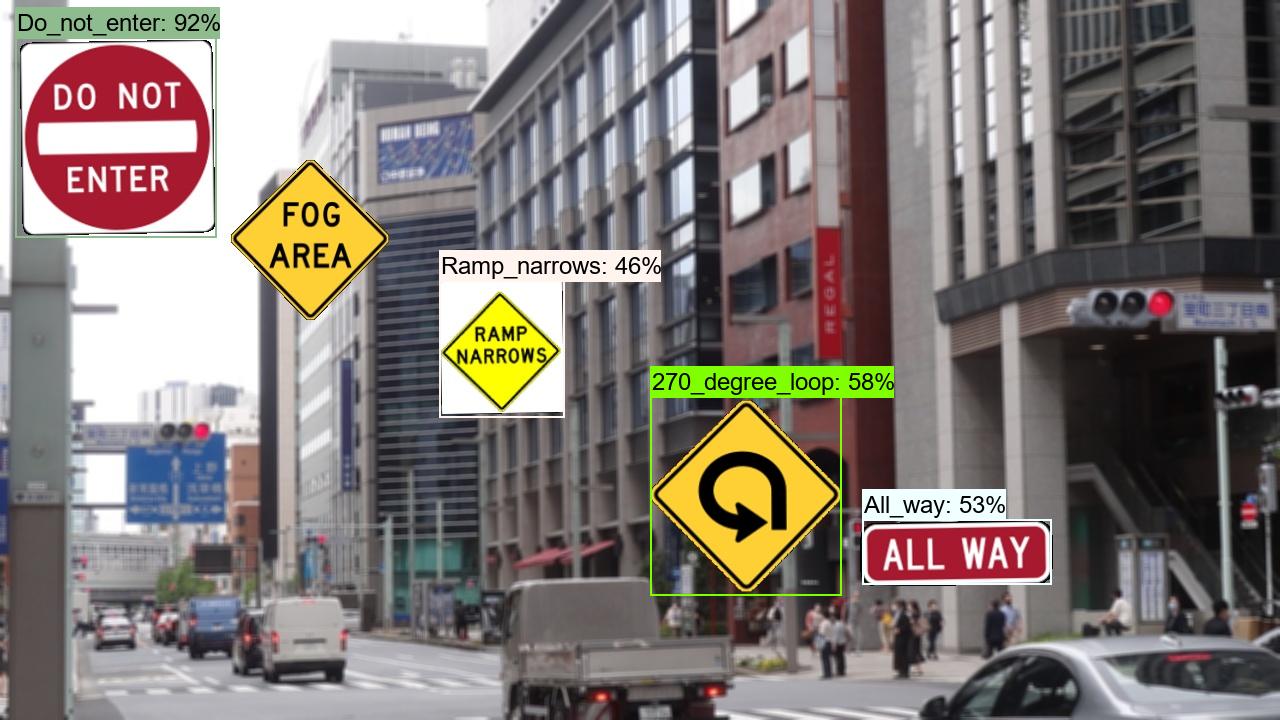 Do_not_enter: 92%
DO NOT
ENTER
FOG
AREA
Ramp_narrows: 46%
RAMP
NARROWS
REGAL
270_degree_loop: 58%
All_way: 53%
ALL WAY